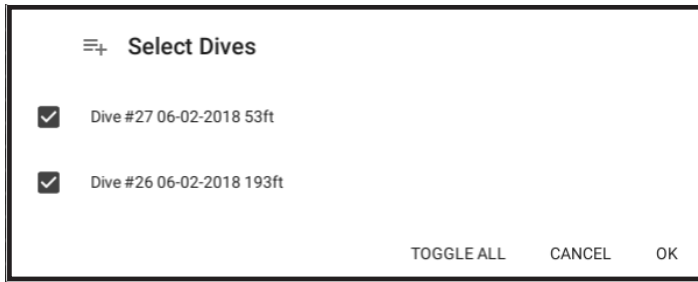 Select Dives
Dive #27 06-02-2018 53ft
Dive #26 06-02-2018 193ft
TOGGLE ALL CANCEL OK